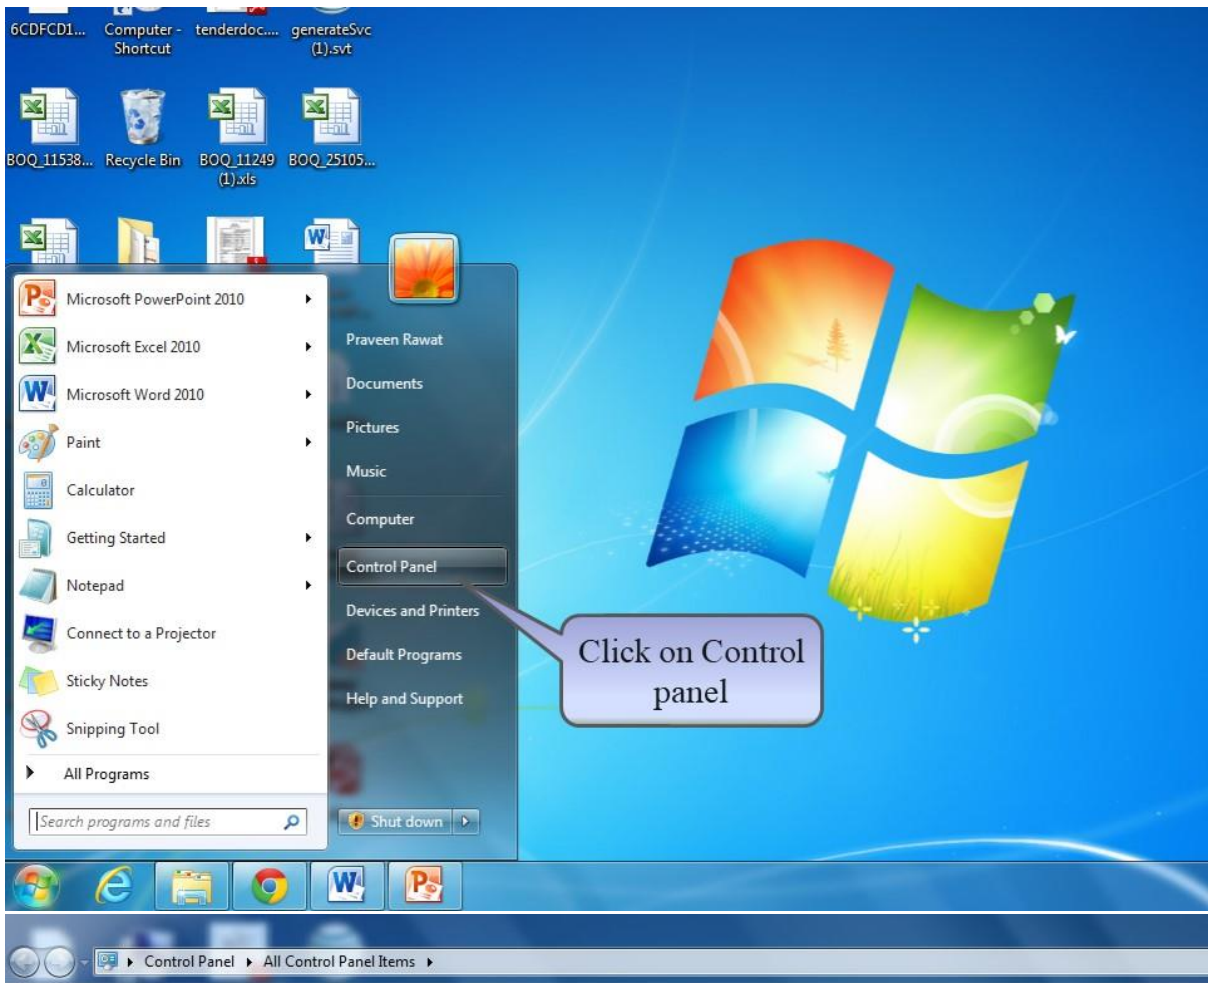 6CDFCD1...
Computer - Shortcut
tenderdoc....
generateSvc (1).svt
BOQ_11538...
Recycle Bin
BOQ_11249 (1).xls
BOQ_25105...
Microsoft PowerPoint 2010
Microsoft Excel 2010
Microsoft Word 2010
Paint
Calculator
Getting Started
Notepad
Connect to a Projector
Sticky Notes
Snipping Tool
All Programs
Search programs and files
Praveen Rawat
Documents
Pictures
Music
Computer
Control Panel
Devices and Printers
Default Programs
Help and Support
Shut down
Click on Control
panel
Control Panel All Control Panel Items